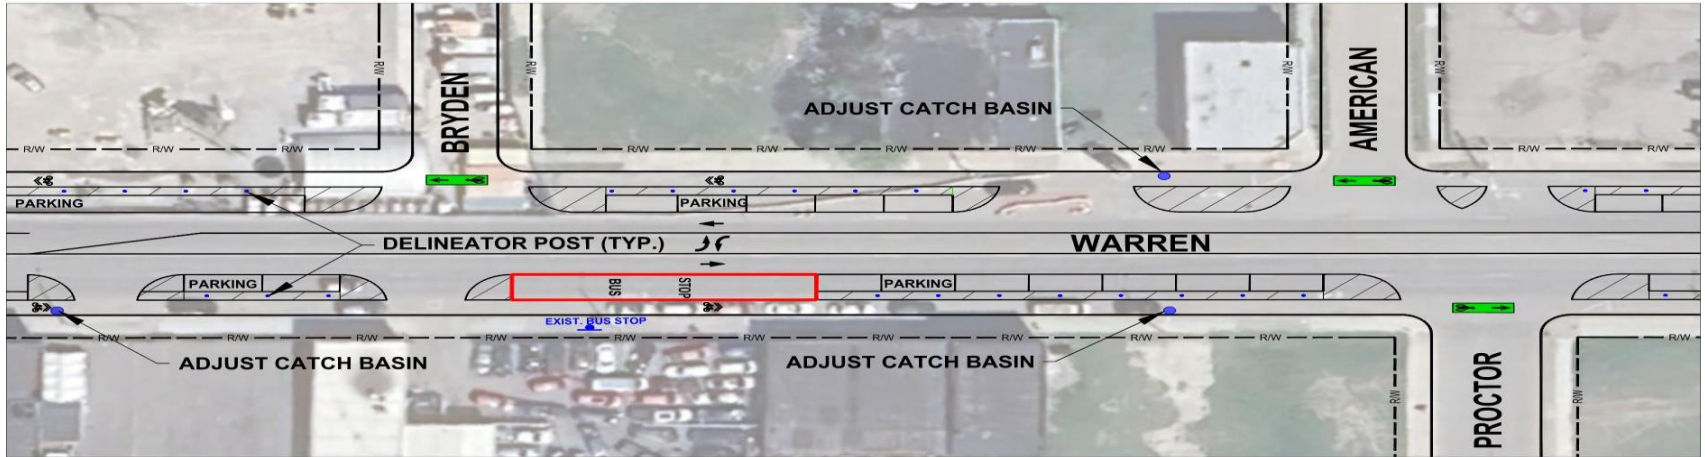 BRYDEN
AMERICAN
ADJUST CATCH BASIN
R/W
R/W
R/W
R/W
R/W
R/W
R/W
R/W
R/W
R/W
R/W
R/W
R/W
R/W
PARKING
PARKING
DELINEATOR POST (TYP.)
WARREN
PARKING
BUS
STOP
PARKING
EXIST. BUS STOP
R/W
R/W
R/W
R/W
R/W
R/W
R/W
R/W
R/W
R/W
R/W
ADJUST CATCH BASIN
ADJUST CATCH BASIN
R/W
R/W
PROCTOR